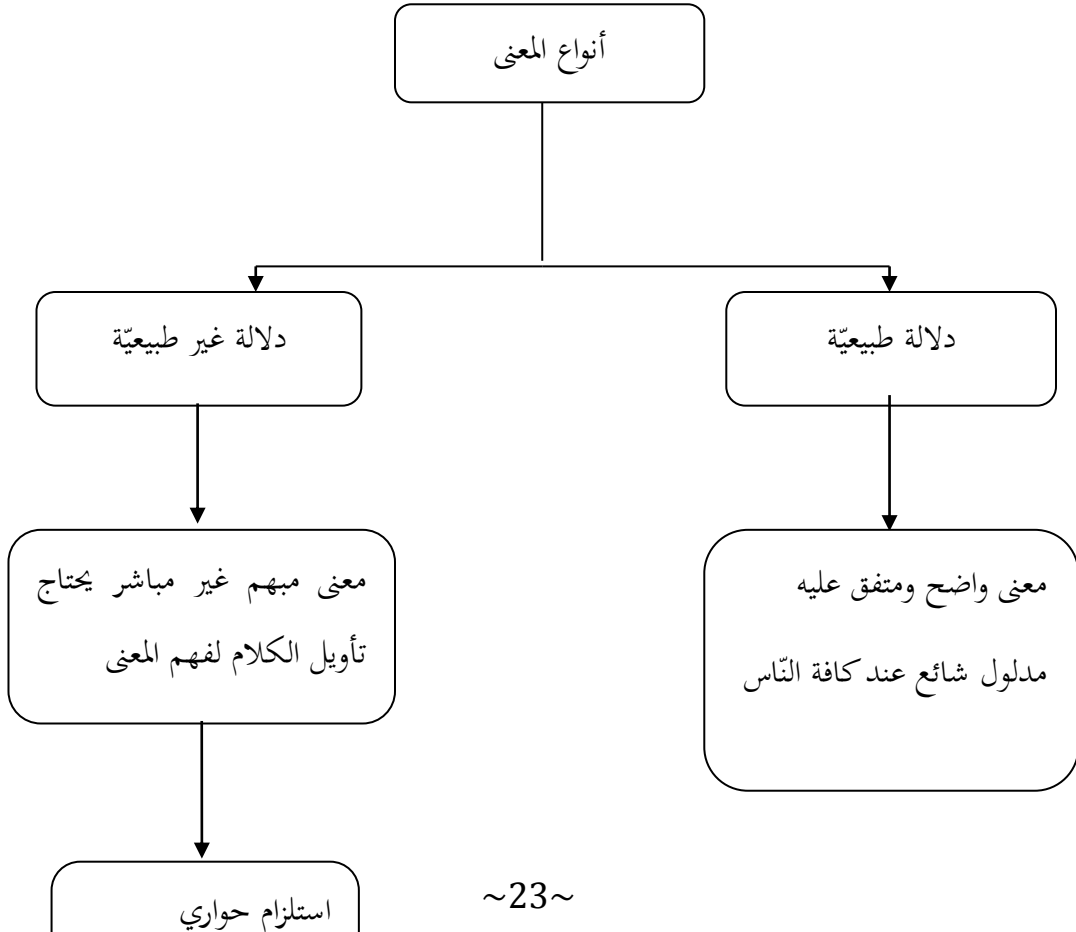 أنواع المعنى
دلالة طبيعيّة
دلالة غير طبيعيّة
معنى واضح ومتفق عليه
مدلول شائع عند كافة النّاس
معنى مبهم غير مباشر يحتاج
تأويل الكلام لفهم المعنى
استلزام حواري
~23~